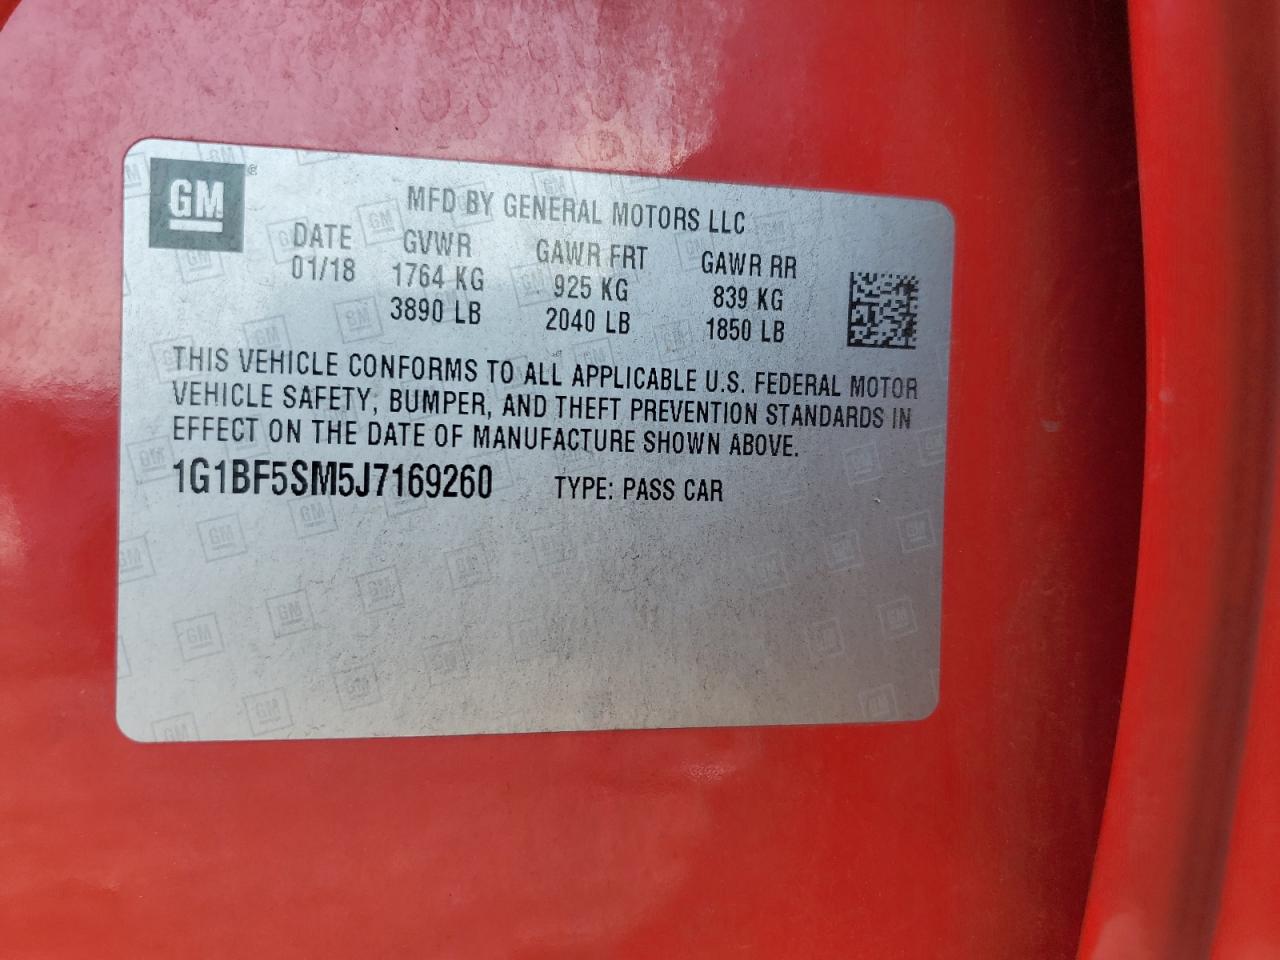 GM ®
MFD BY GENERAL MOTORS LLC
DATE GVWR GAWR FRT GAWR RR
01/18 1764 KG 925 KG 839 KG
3890 LB 2040 LB 1850 LB
THIS VEHICLE CONFORMS TO ALL APPLICABLE U.S. FEDERAL MOTOR
VEHICLE SAFETY, BUMPER, AND THEFT PREVENTION STANDARDS IN
EFFECT ON THE DATE OF MANUFACTURE SHOWN ABOVE.
1G1BF5SM5J7169260 TYPE: PASS CAR